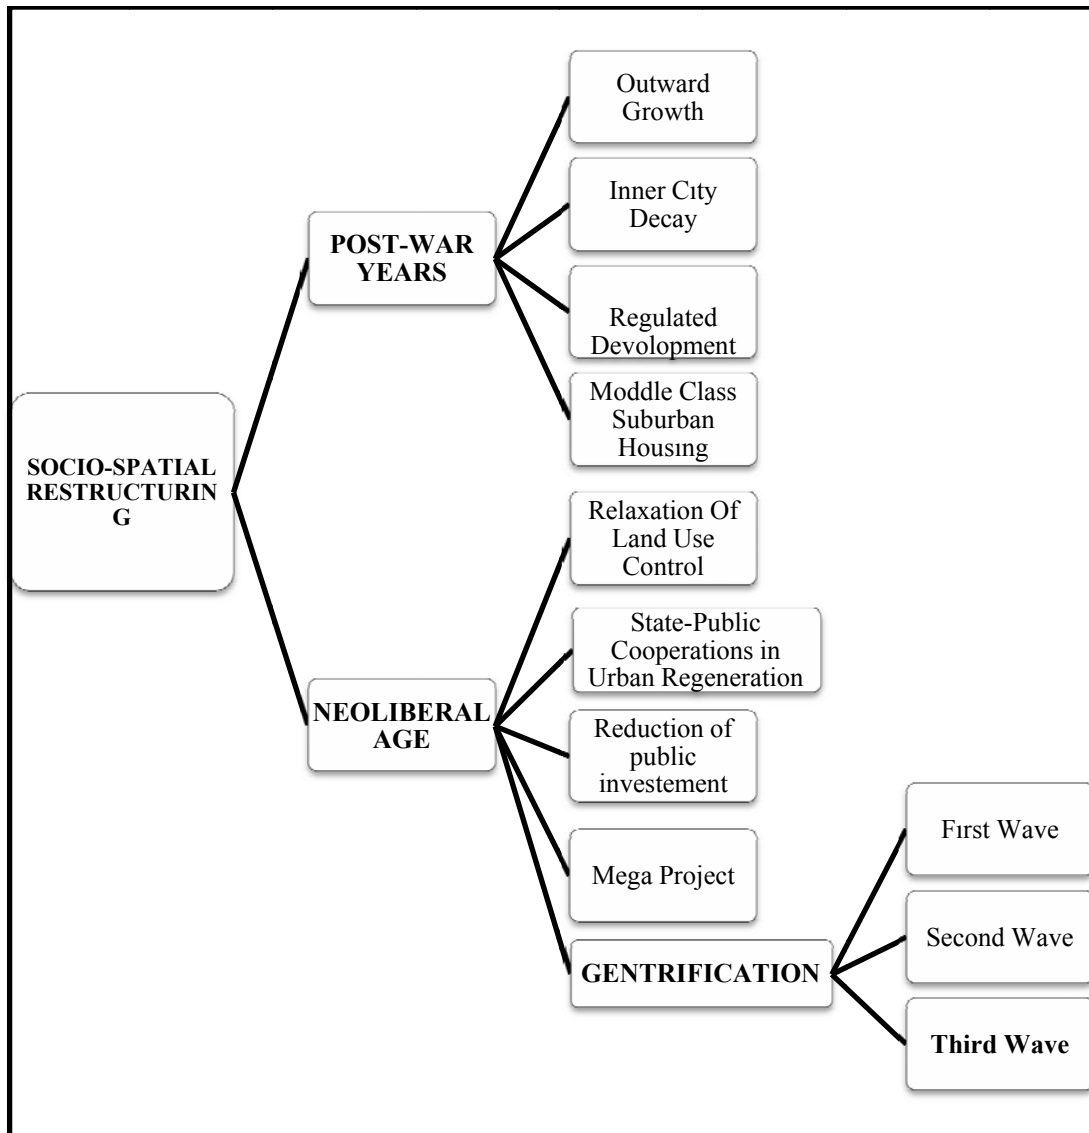 Outward
Growth
Inner Cıty
Decay
POST-WAR
YEARS
Regulated
Devolopment
Moddle Class
Suburban
Housıng
SOCIO-SPATIAL
RESTRUCTURIN
G
Relaxation Of
Land Use
Control
State-Public
Cooperations in
Urban Regeneration
NEOLIBERAL
AGE
Reduction of
public
investement
Mega Project
GENTRIFICATION
Fırst Wave
Second Wave
Third Wave